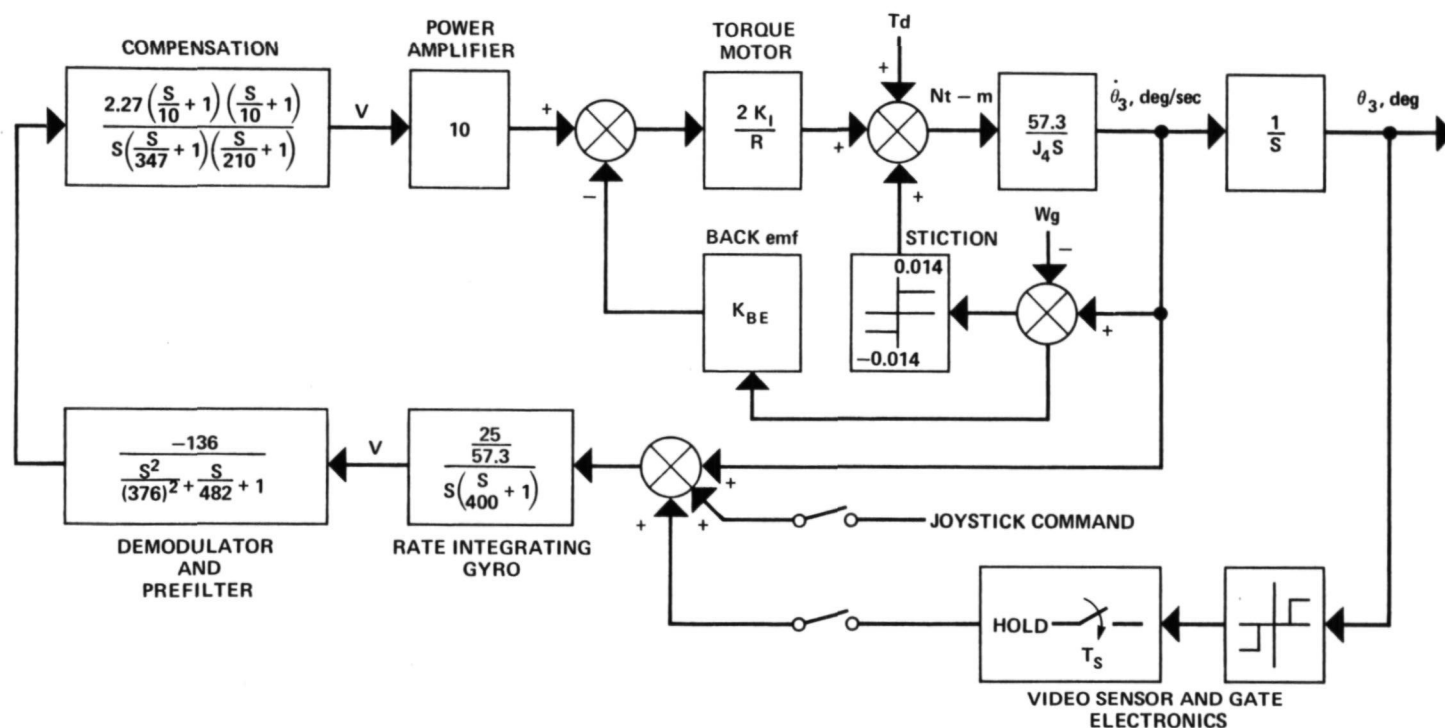 COMPENSATION
2.27 (S/10 + 1) (S/10 + 1)
S(S/347 + 1)(S/210 + 1)
V
POWER
AMPLIFIER
10
+
−
TORQUE
MOTOR
2 K_I
R
Td
+
+
+
Nt – m
57.3
J_4 S
θ̇_3, deg/sec
1
S
θ_3, deg
BACK emf
K_BE
STICTION
0.014
−0.014
Wg
−
+
−136
S²/(376)² + S/482 + 1
DEMODULATOR
AND
PREFILTER
V
25
57.3
S(S/400 + 1)
RATE INTEGRATING
GYRO
+
+
+
JOYSTICK COMMAND
HOLD
T_S
VIDEO SENSOR AND GATE
ELECTRONICS